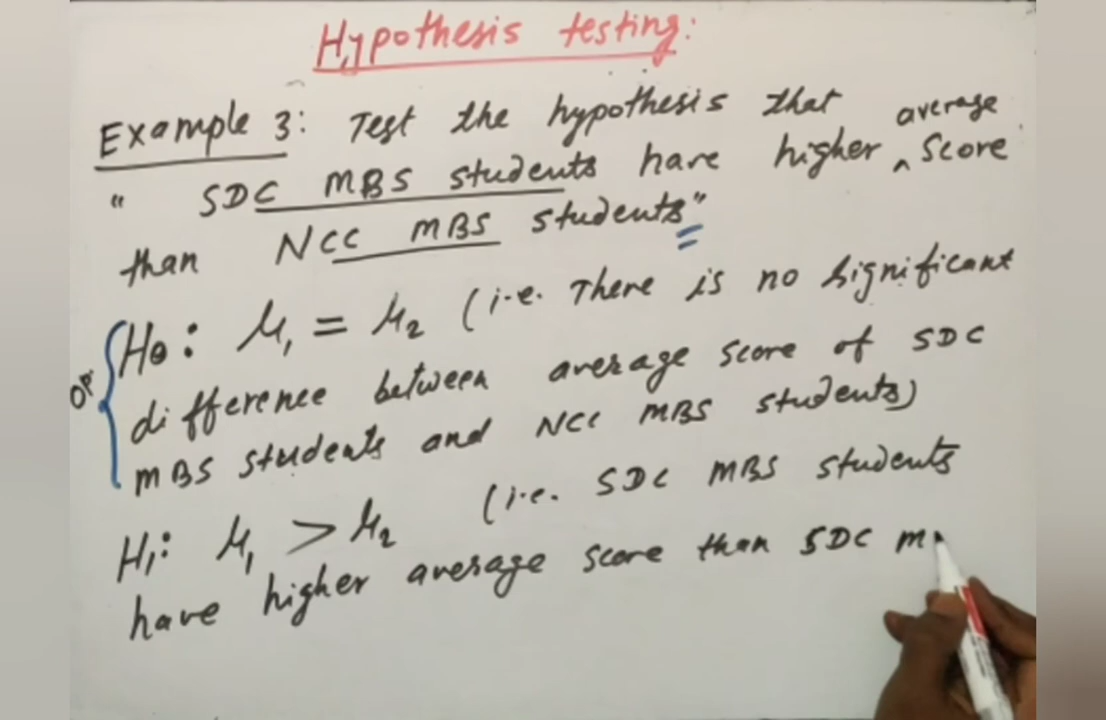 Hypothesis testing:
Example 3: Test the hypothesis that average
" SDC MBS students have higher ^ Score
than NCC MBS students"
H0: μ1 = μ2 (i.e. There is no significant
difference between average score of SDC
MBS students and NCC MBS students)
H1: μ1 > μ2 (i.e. SDC MBS students
have higher average score than SDC M